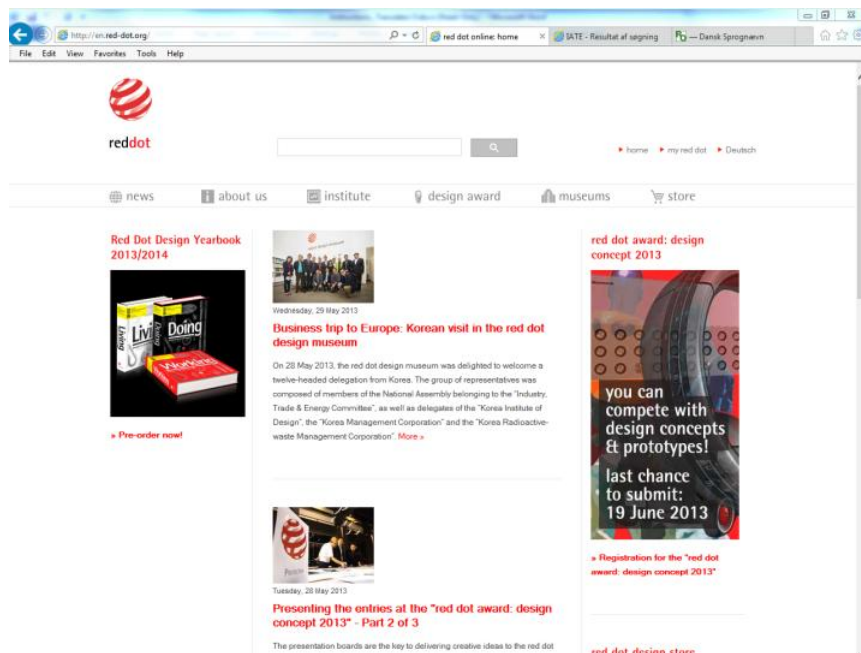 http://en.red-dot.org/
red dot online: home
IATE - Resultat af søgning
— Dansk Sprognævn
File Edit View Favorites Tools Help
reddot
home my red dot Deutsch
news about us institute design award museums store
Red Dot Design Yearbook
2013/2014
Living
Livi
Doing
Doing
Working
» Pre-order now!
Wednesday, 29 May 2013
Business trip to Europe: Korean visit in the red dot
design museum
On 28 May 2013, the red dot design museum was delighted to welcome a
twelve-headed delegation from Korea. The group of representatives was
composed of members of the National Assembly belonging to the "Industry,
Trade & Energy Committee", as well as delegates of the "Korea Institute of
Design", the "Korea Management Corporation" and the "Korea Radioactive-
waste Management Corporation". More »
Tuesday, 28 May 2013
Presenting the entries at the "red dot award: design
concept 2013" - Part 2 of 3
The presentation boards are the key to delivering creative ideas to the red dot
red dot award: design
concept 2013
you can
compete with
design concepts
& prototypes!
last chance
to submit:
19 June 2013
» Registration for the "red dot
award: design concept 2013"
red dot design store